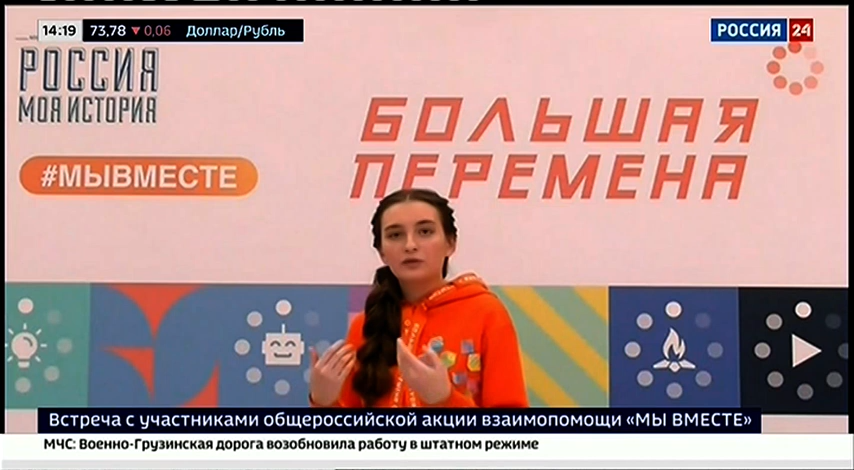 14:19 73,78 ▼ 0,06 Доллар/Рубль
РОССИЯ 24
РОССИЯ
МОЯ ИСТОРИЯ
#МЫВМЕСТЕ
БОЛЬШАЯ
ПЕРЕМЕНА
Встреча с участниками общероссийской акции взаимопомощи «МЫ ВМЕСТЕ»
МЧС: Военно-Грузинская дорога возобновила работу в штатном режиме